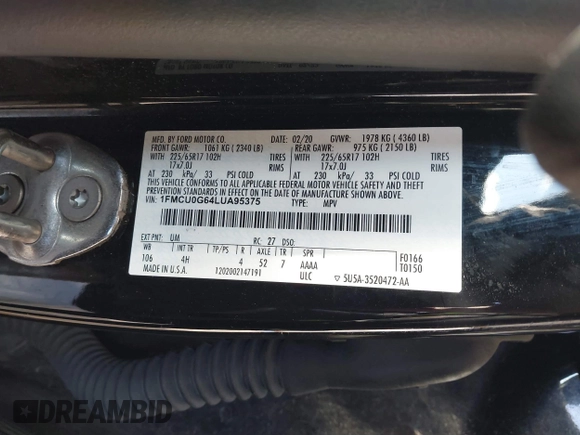 MFD. BY FORD MOTOR CO. 02/20 GVWR: 1978 KG ( 4360 LB)
FRONT GAWR: 1061 KG ( 2340 LB) REAR GAWR: 975 KG ( 2150 LB)
WITH 225/65R17 102H TIRES WITH 225/65R17 102H TIRES
17x7.0J RIMS 17x7.0J RIMS
AT 230 kPa/ 33 PSI COLD AT 230 kPa/ 33 PSI COLD
THIS VEHICLE CONFORMS TO ALL APPLICABLE FEDERAL MOTOR VEHICLE SAFETY
AND THEFT PREVENTION STANDARDS IN EFFECT ON THE DATE OF MANUFACTURE SHOWN ABOVE.
VIN: 1FMCU0G64LUA95375 TYPE: MPV
EXT PNT: UM RC: 27 DSO: F0166
WB INT TR TP/PS R AXLE TR SPR T0150
106 4H 4 52 7 AAAA
MADE IN U.S.A. 1202002147191 ULC 5U5A-3520472-AA
DREAMBID